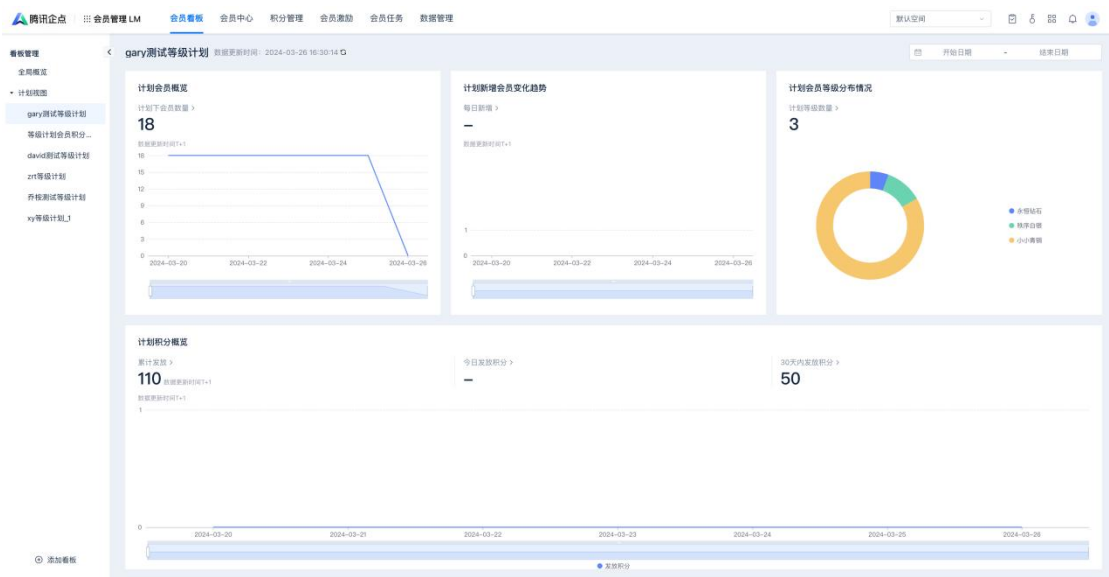 腾讯企点 会员管理 LM 会员看板 会员中心 积分管理 会员激励 会员任务 数据管理 默认空间
看板管理
全局概览
计划视图
gary测试等级计划
等级计划会员积分...
david测试等级计划
zrt等级计划
乔桉测试等级计划
xy等级计划_1
添加看板
gary测试等级计划 数据更新时间：2024-03-26 16:30:14 开始日期 - 结束日期
计划会员概览
计划下会员数量 >
18
数据更新时间T+1
18
15
12
9
6
3
0
2024-03-20 2024-03-22 2024-03-24 2024-03-26
计划新增会员变化趋势
每日新增 >
–
数据更新时间T+1
1
0
2024-03-20 2024-03-22 2024-03-24 2024-03-26
计划会员等级分布情况
计划等级数量 >
3
永恒钻石
秩序白银
小小青铜
计划积分概览
累计发放 >
110 数据更新时间T+1
今日发放积分 >
–
30天内发放积分 >
50
数据更新时间T+1
1
0
2024-03-20 2024-03-21 2024-03-22 2024-03-23 2024-03-24 2024-03-25 2024-03-26
发放积分